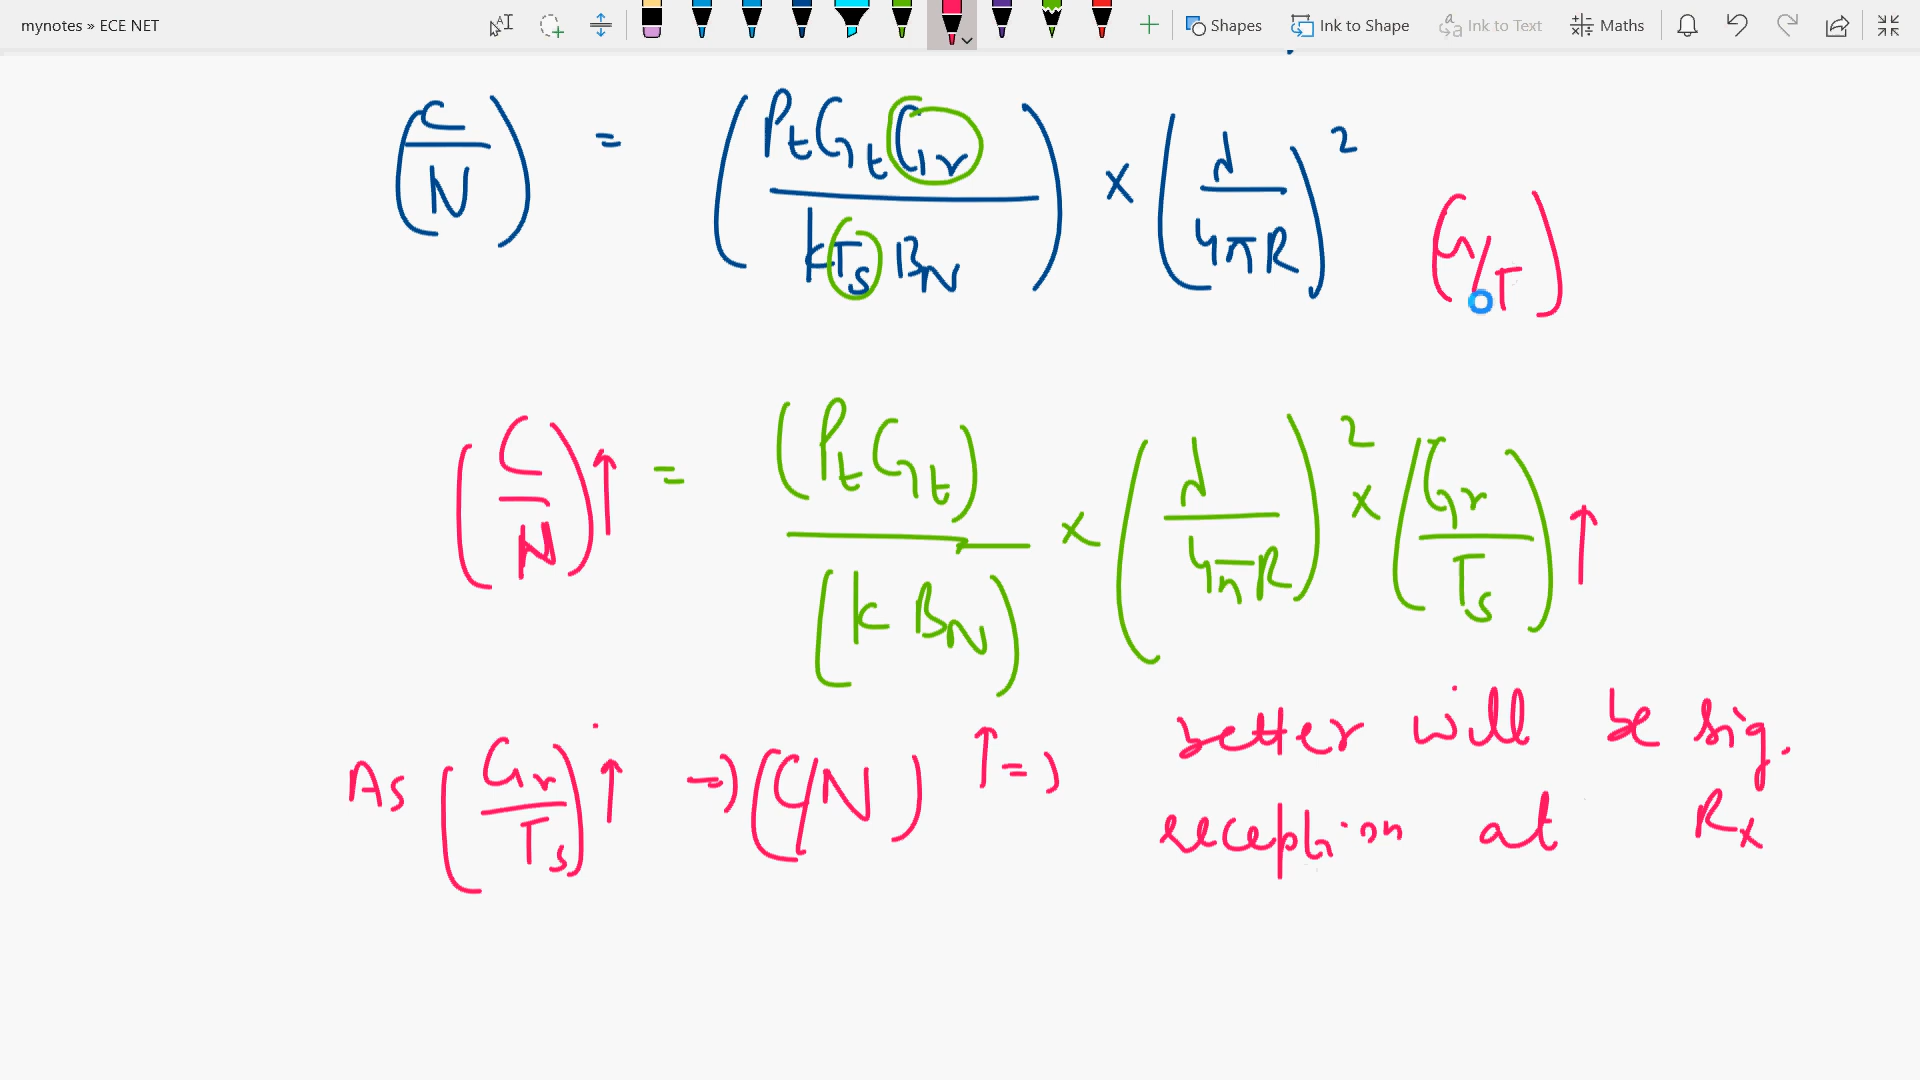 mynotes » ECE NET
Shapes
Ink to Shape
Ink to Text
Maths
(C/N) = (PtGtGr / kTsBN) × (λ / 4πR)²
(G/T)
(C/N)↑ = (PtGt) / (k BN) × (λ / 4πR)² × (Gr / Ts)↑
As (Gr / Ts)↑ ⇒ (C/N)↑ ⇒ better will be sig.
reception at Rx